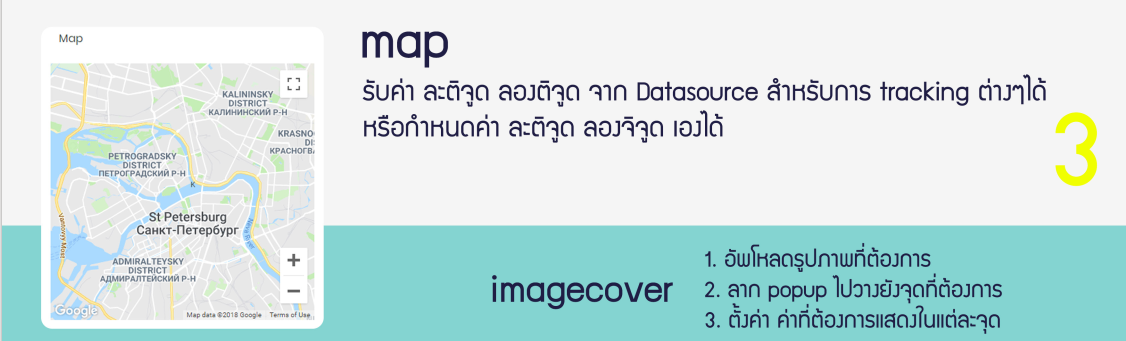 Map
map
รับค่า ละติจูด ลองติจูด จาก Datasource สำหรับการ tracking ต่างๆได้
หรือกำหนดค่า ละติจูด ลองจิจูด เองได้
3
KALININSKY
DISTRICT
КАЛИНИНСКИЙ Р-Н
KRASNO
DI
КРАСНОГВА
PETROGRADSKY
DISTRICT
ПЕТРОГРАДСКИЙ Р-Н
St Petersburg
Санкт-Петербург
ADMIRALTEYSKY
DISTRICT
АДМИРАЛТЕЙСКИЙ Р-Н
Google
Map data ©2018 Google
Terms of Use
imagecover
1. อัพโหลดรูปภาพที่ต้องการ
2. ลาก popup ไปวางยังจุดที่ต้องการ
3. ตั้งค่า ค่าที่ต้องการแสดงในแต่ละจุด